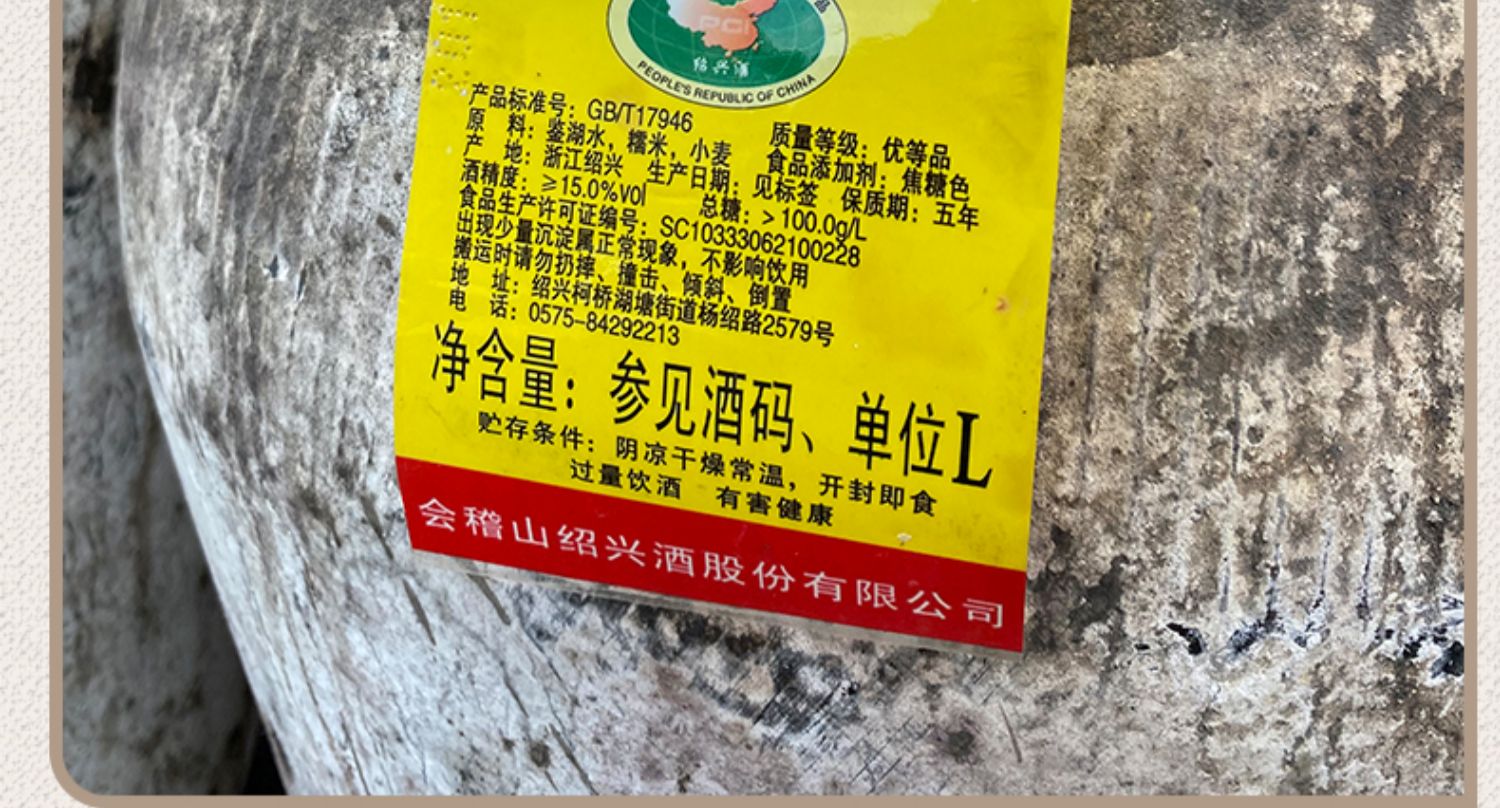 品
PGI
绍兴酒
PEOPLE'S REPUBLIC OF CHINA
产品标准号：GB/T17946 质量等级：优等品
原 料：鉴湖水，糯米，小麦 食品添加剂：焦糖色
产 地：浙江绍兴 生产日期：见标签 保质期：五年
酒精度：≥15.0%vol 总糖：>100.0g/L
食品生产许可证编号：SC10333062100228
出现少量沉淀属正常现象，不影响饮用
搬运时请勿扔摔、撞击、倾斜、倒置
地 址：绍兴柯桥湖塘街道杨绍路2579号
电 话：0575-84292213
净含量：参见酒码、单位L
贮存条件：阴凉干燥常温，开封即食
过量饮酒 有害健康
会稽山绍兴酒股份有限公司